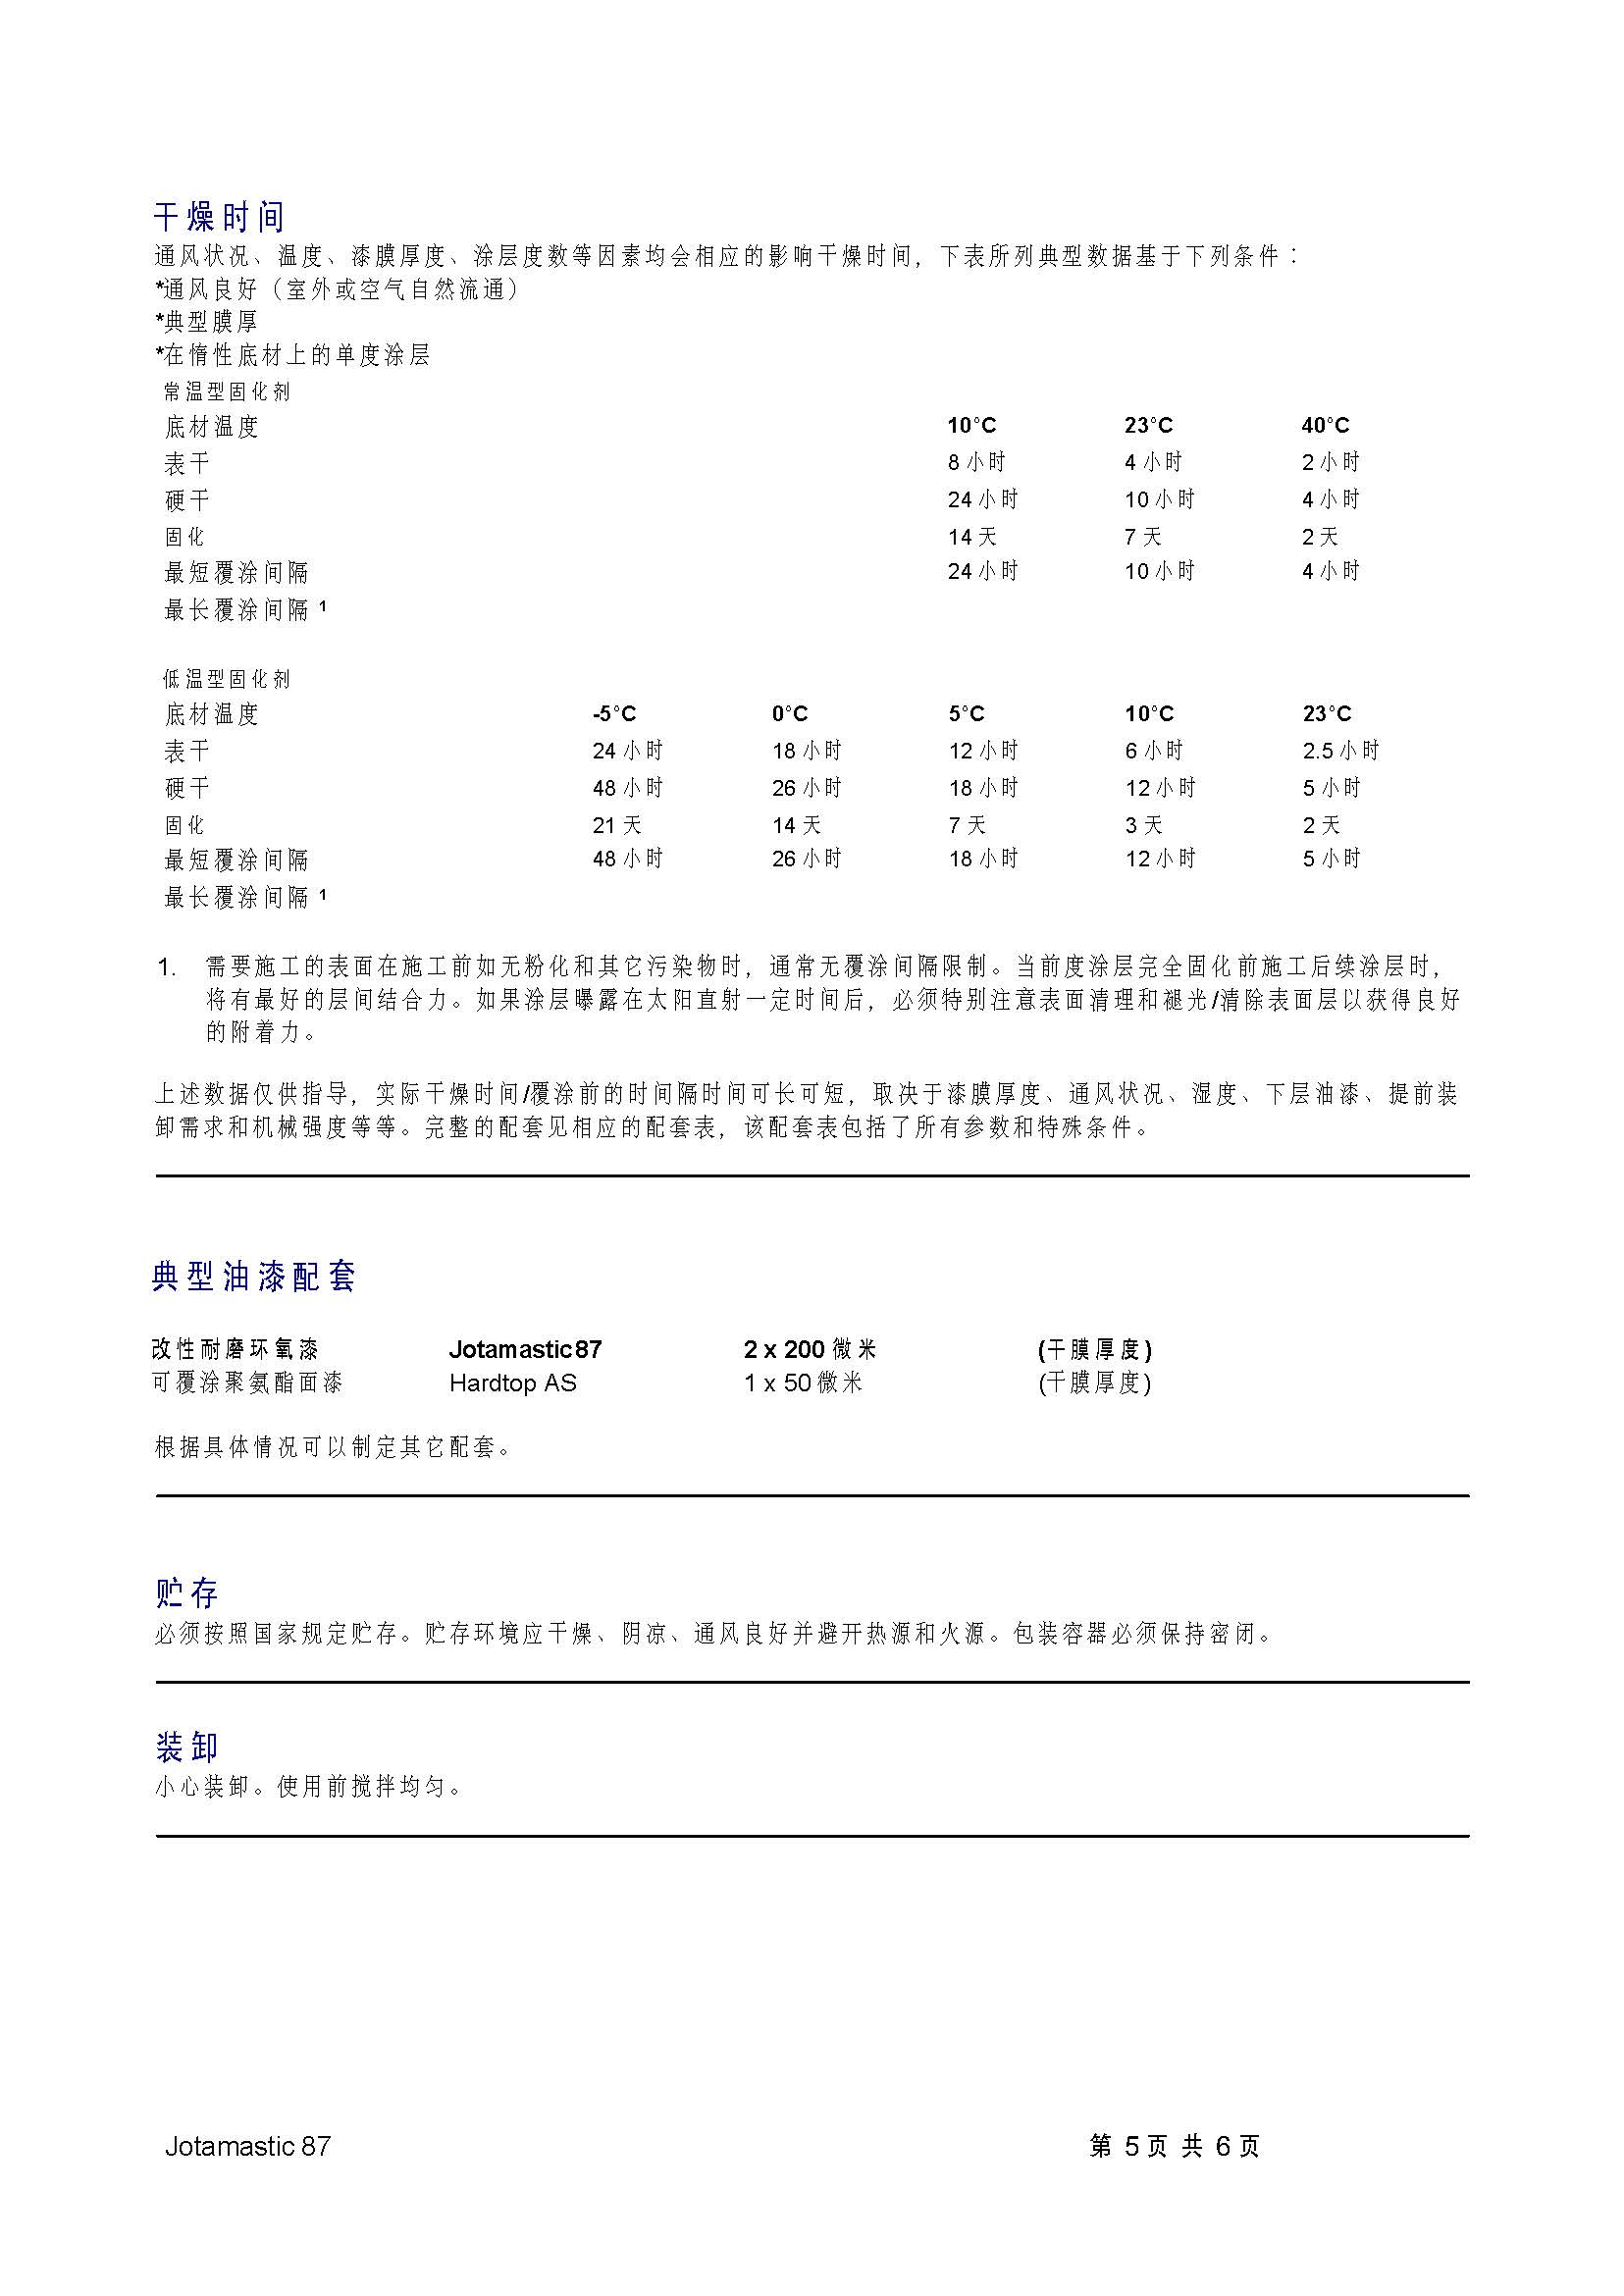 干燥时间
通风状况、温度、漆膜厚度、涂层度数等因素均会相应的影响干燥时间，下表所列典型数据基于下列条件：
*通风良好（室外或空气自然流通）
*典型膜厚
*在惰性底材上的单度涂层
常温型固化剂
底材温度 10°C 23°C 40°C
表干 8 小时 4 小时 2 小时
硬干 24 小时 10 小时 4 小时
固化 14 天 7 天 2 天
最短覆涂间隔 24 小时 10 小时 4 小时
最长覆涂间隔 ¹
低温型固化剂
底材温度 -5°C 0°C 5°C 10°C 23°C
表干 24 小时 18 小时 12 小时 6 小时 2.5 小时
硬干 48 小时 26 小时 18 小时 12 小时 5 小时
固化 21 天 14 天 7 天 3 天 2 天
最短覆涂间隔 48 小时 26 小时 18 小时 12 小时 5 小时
最长覆涂间隔 ¹
1. 需要施工的表面在施工前如无粉化和其它污染物时，通常无覆涂间隔限制。当前度涂层完全固化前施工后续涂层时，
将有最好的层间结合力。如果涂层曝露在太阳直射一定时间后，必须特别注意表面清理和褪光/清除表面层以获得良好
的附着力。
上述数据仅供指导，实际干燥时间/覆涂前的时间隔时间可长可短，取决于漆膜厚度、通风状况、湿度、下层油漆、提前装
卸需求和机械强度等等。完整的配套见相应的配套表，该配套表包括了所有参数和特殊条件。
典型油漆配套
改性耐磨环氧漆 Jotamastic 87 2 x 200 微米 (干膜厚度)
可覆涂聚氨酯面漆 Hardtop AS 1 x 50 微米 (干膜厚度)
根据具体情况可以制定其它配套。
贮存
必须按照国家规定贮存。贮存环境应干燥、阴凉、通风良好并避开热源和火源。包装容器必须保持密闭。
装卸
小心装卸。使用前搅拌均匀。
Jotamastic 87 第 5 页 共 6 页